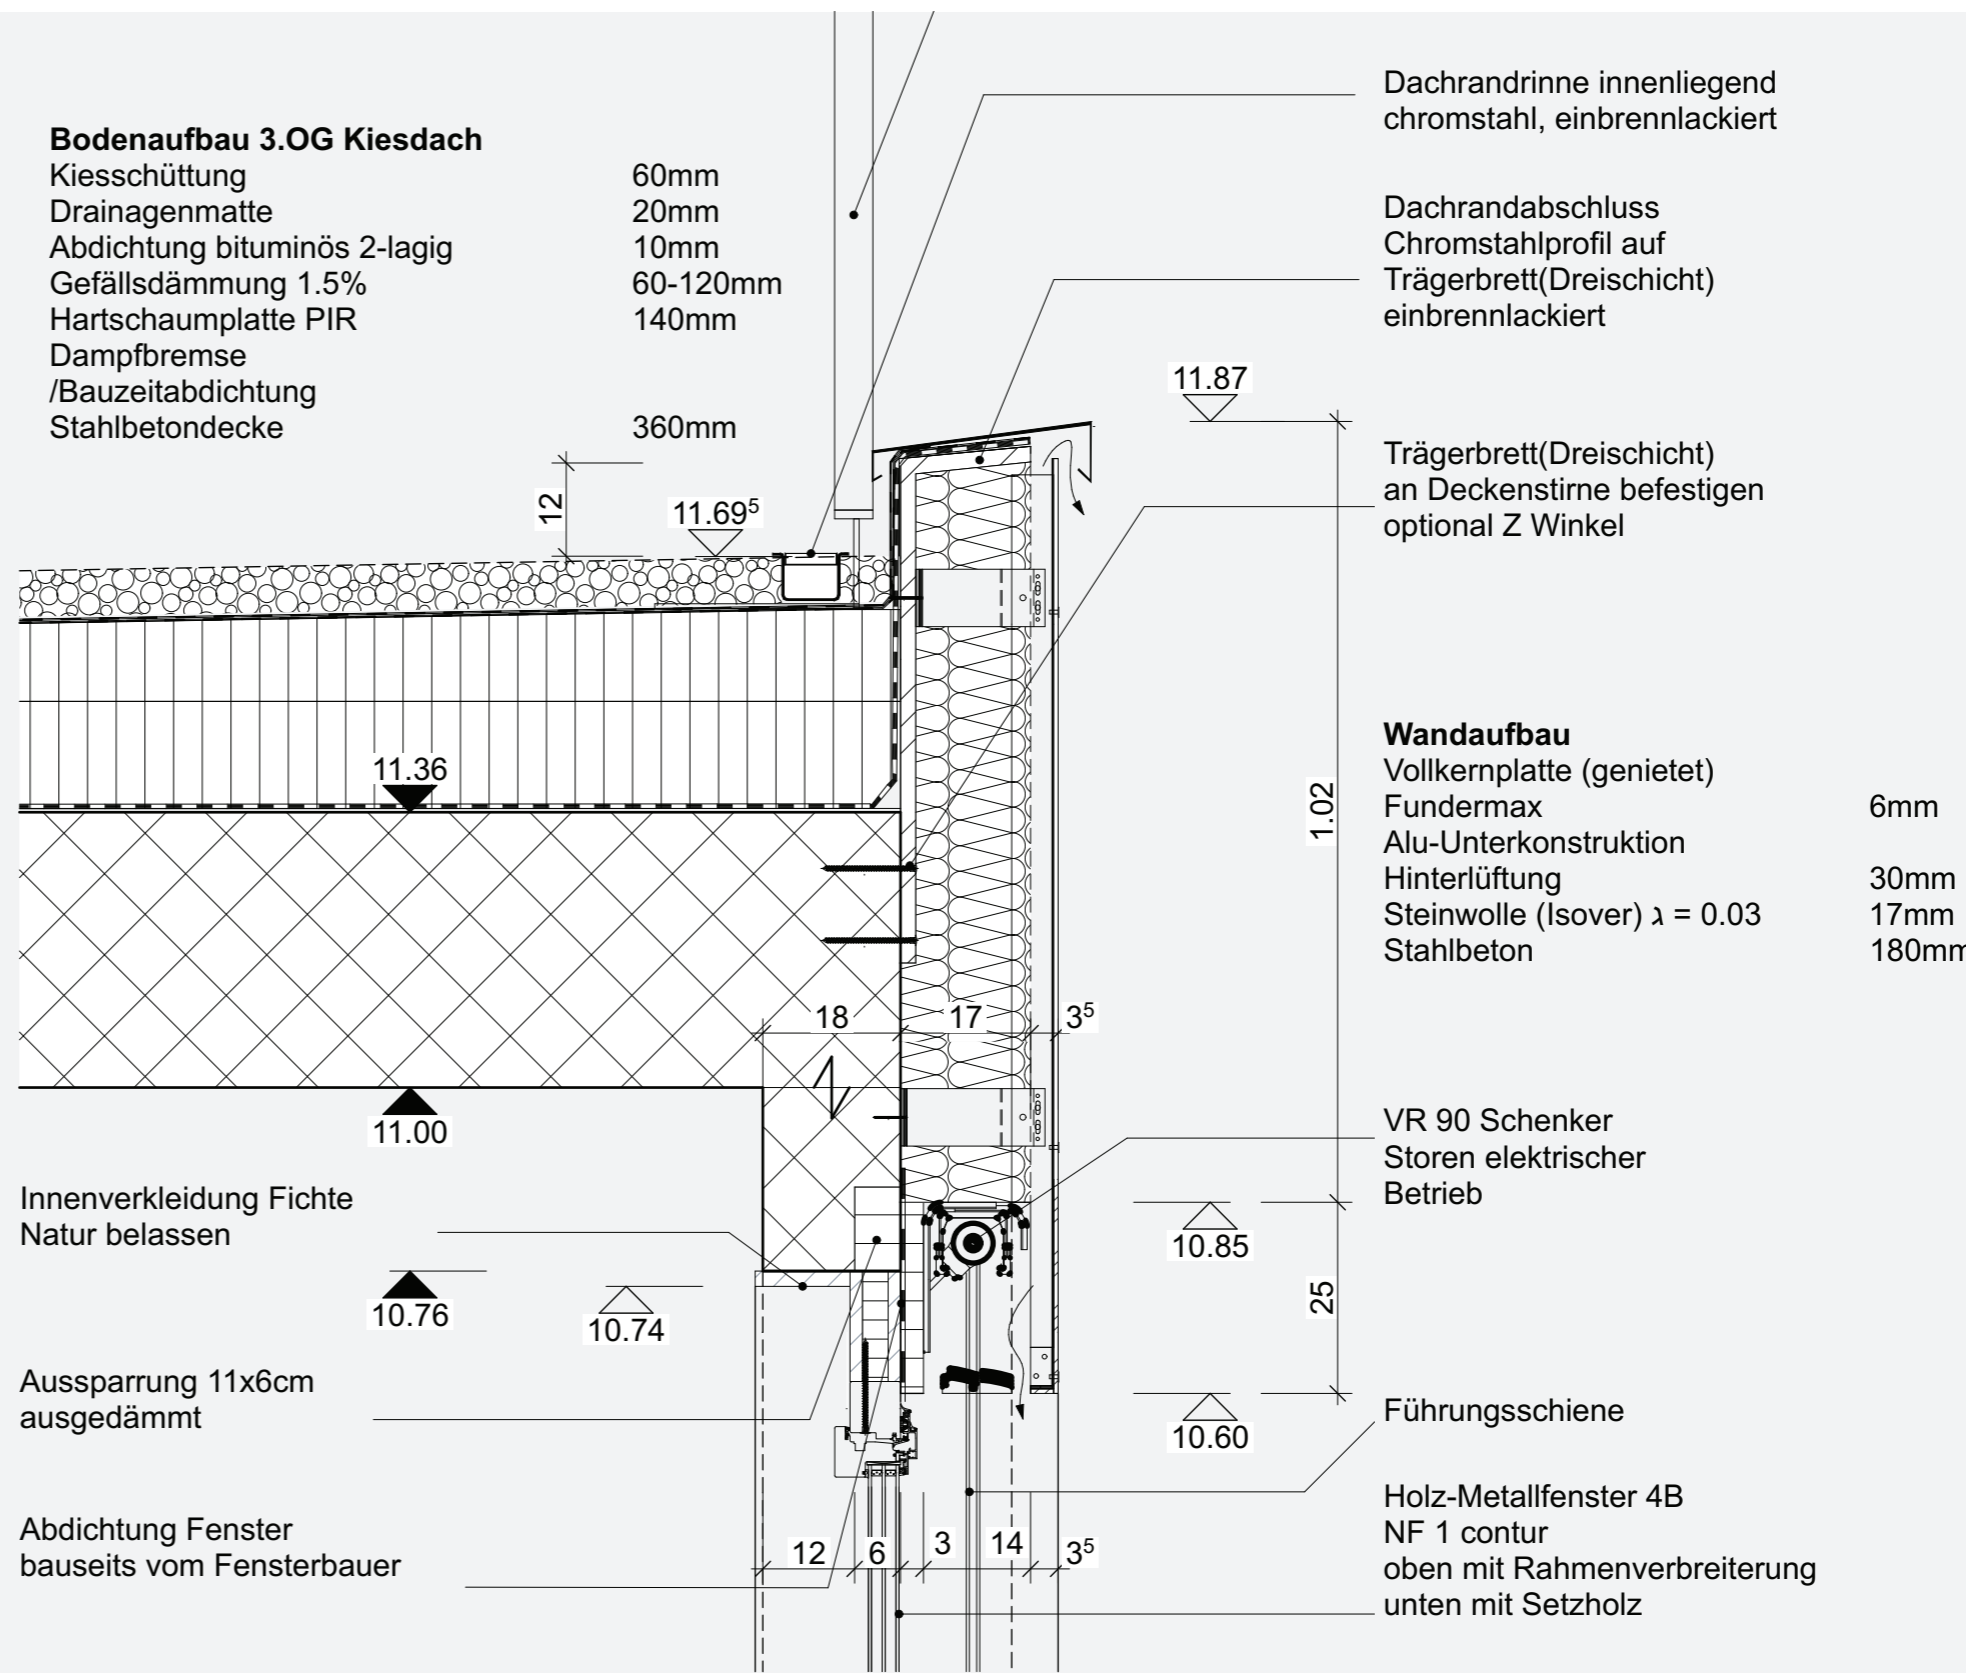 Bodenaufbau 3.OG Kiesdach
Kiesschüttung 60mm
Drainagenmatte 20mm
Abdichtung bituminös 2-lagig 10mm
Gefällsdämmung 1.5% 60-120mm
Hartschaumplatte PIR 140mm
Dampfbremse
/Bauzeitabdichtung
Stahlbetondecke 360mm
Dachrandrinne innenliegend
chromstahl, einbrennlackiert
Dachrandabschluss
Chromstahlprofil auf
Trägerbrett(Dreischicht)
einbrennlackiert
11.87
Trägerbrett(Dreischicht)
an Deckenstirne befestigen
optional Z Winkel
12
11.69⁵
11.36
1.02
Wandaufbau
Vollkernplatte (genietet)
Fundermax 6mm
Alu-Unterkonstruktion
Hinterlüftung 30mm
Steinwolle (Isover) λ = 0.03 17mm
Stahlbeton 180mm
18 17 3⁵
11.00
VR 90 Schenker
Storen elektrischer
Betrieb
Innenverkleidung Fichte
Natur belassen
10.85
10.76
10.74
25
Aussparrung 11x6cm
ausgedämmt
10.60
Führungsschiene
Holz-Metallfenster 4B
NF 1 contur
oben mit Rahmenverbreiterung
unten mit Setzholz
Abdichtung Fenster
bauseits vom Fensterbauer
12 6 3 14 3⁵